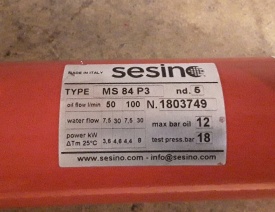 MADE IN ITALY sesino
TYPE MS 84 P3 nd. 5
oil flow l/min 50 100 N. 1803749
water flow 7,5 30 7,5 30 max bar oil 12
power kW
ΔTm 25°C 3,6 4,6 4,4 8 test press. bar 18
www.sesino.com - info@sesino.com